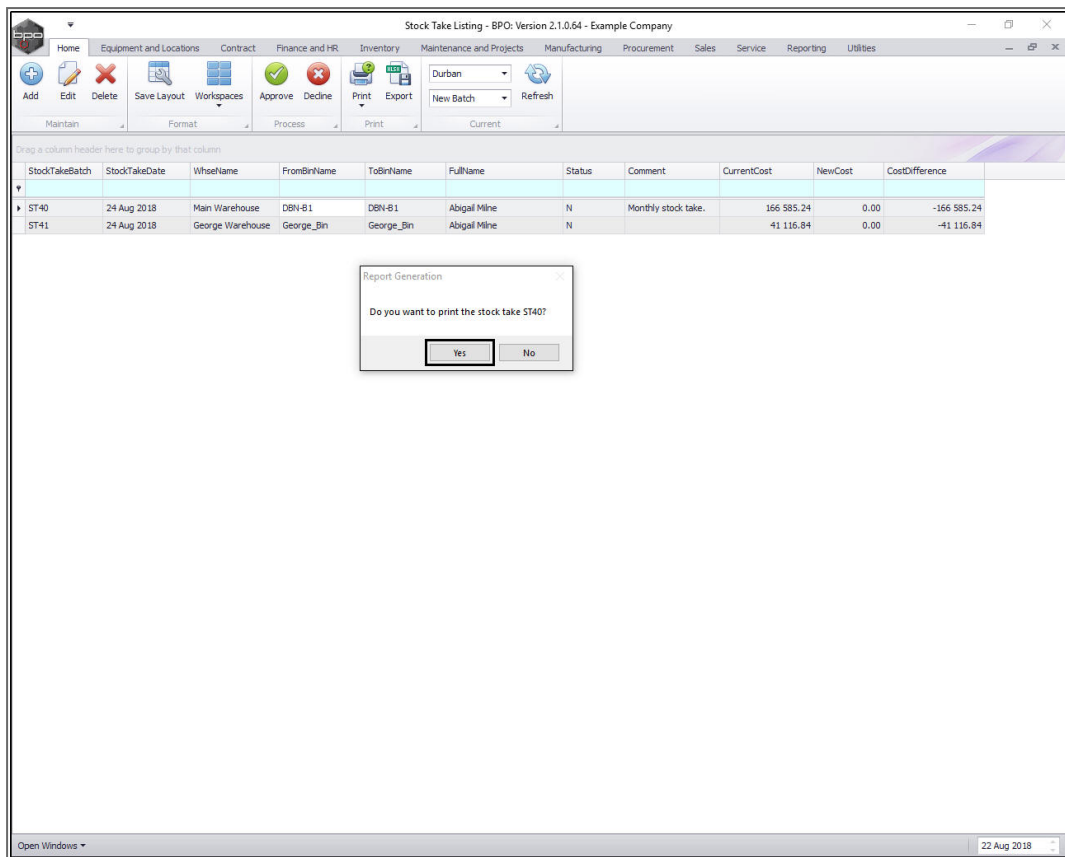 Stock Take Listing - BPO: Version 2.1.0.64 - Example Company
bpo
Home Equipment and Locations Contract Finance and HR Inventory Maintenance and Projects Manufacturing Procurement Sales Service Reporting Utilities
Durban
Add Edit Delete Save Layout Workspaces Approve Decline Print Export New Batch Refresh
Maintain Format Process Print Current
Drag a column header here to group by that column
StockTakeBatch StockTakeDate WhseName FromBinName ToBinName FullName Status Comment CurrentCost NewCost CostDifference
ST40 24 Aug 2018 Main Warehouse DBN-B1 DBN-B1 Abigail Milne N Monthly stock take. 166 585.24 0.00 -166 585.24
ST41 24 Aug 2018 George Warehouse George_Bin George_Bin Abigail Milne N 41 116.84 0.00 -41 116.84
Report Generation
Do you want to print the stock take ST40?
Yes No
Open Windows 22 Aug 2018